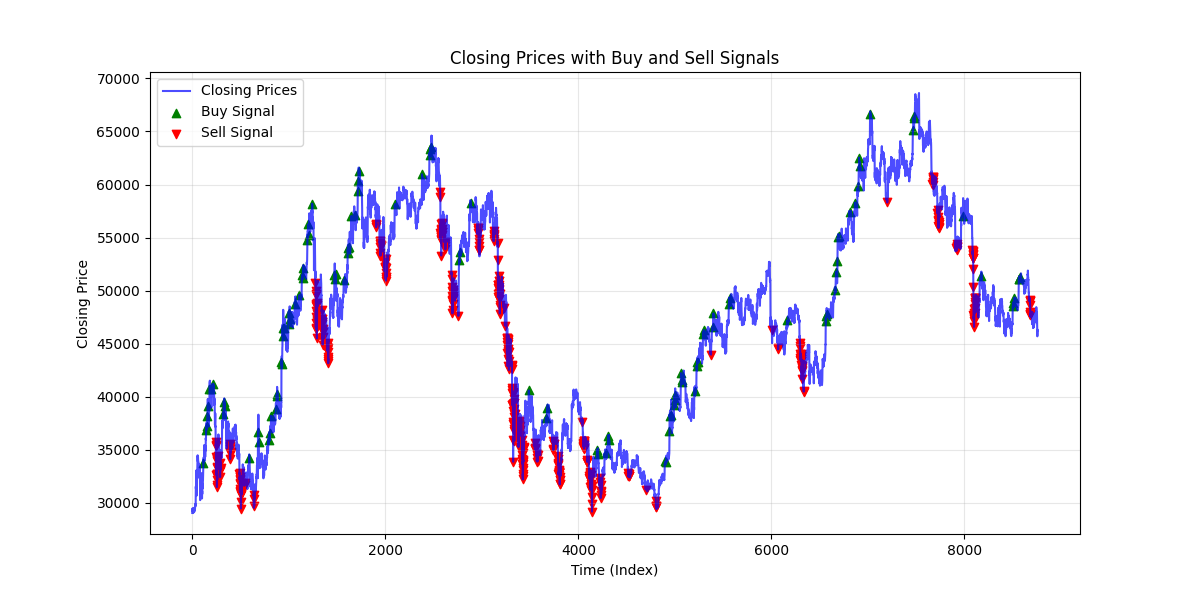 Closing Prices with Buy and Sell Signals
Closing Prices
Buy Signal
Sell Signal
Closing Price
70000
65000
60000
55000
50000
45000
40000
35000
30000
0
2000
4000
6000
8000
Time (Index)